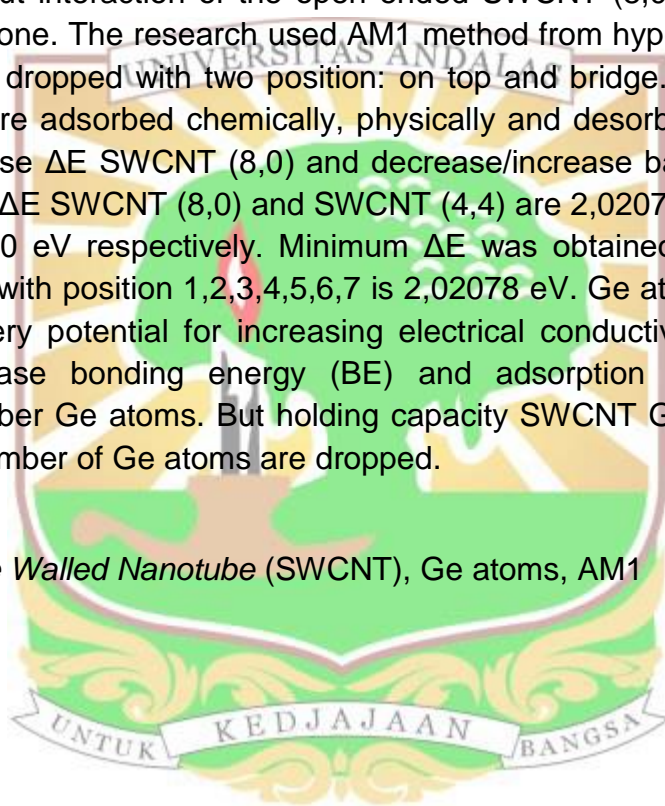 ut interaction of the open ended SWCNT (8,0
one. The research used AM1 method from hyp
UNIVERSITAS ANDALAS
dropped with two position: on top and bridge.
re adsorbed chemically, physically and desorb
se ΔE SWCNT (8,0) and decrease/increase ba
ΔE SWCNT (8,0) and SWCNT (4,4) are 2,0207
0 eV respectively. Minimum ΔE was obtained
with position 1,2,3,4,5,6,7 is 2,02078 eV. Ge at
ery potential for increasing electrical conductiv
ase bonding energy (BE) and adsorption
ber Ge atoms. But holding capacity SWCNT G
mber of Ge atoms are dropped.
Walled Nanotube (SWCNT), Ge atoms, AM1
UNTUK KEDJAJAAN BANGSA